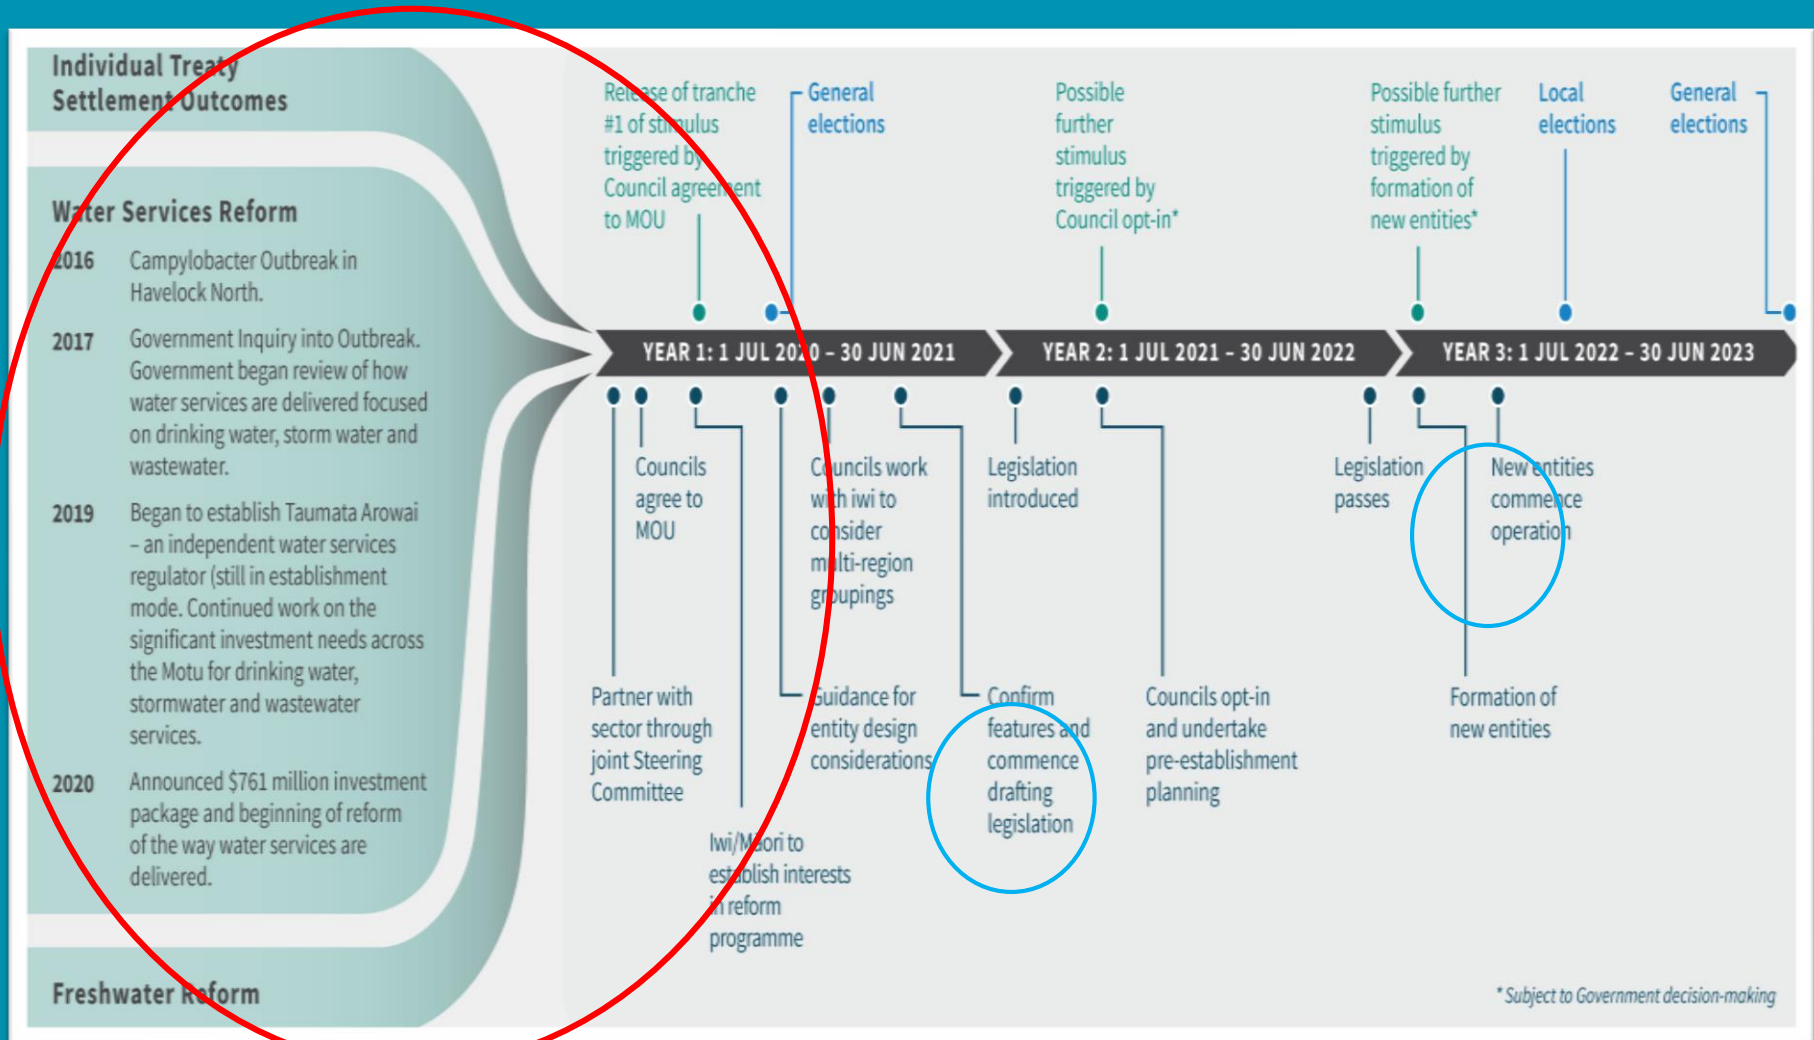 Individual Treaty
Settlement Outcomes
Water Services Reform
2016 Campylobacter Outbreak in
Havelock North.
2017 Government Inquiry into Outbreak.
Government began review of how
water services are delivered focused
on drinking water, storm water and
wastewater.
2019 Began to establish Taumata Arowai
– an independent water services
regulator (still in establishment
mode. Continued work on the
significant investment needs across
the Motu for drinking water,
stormwater and wastewater
services.
2020 Announced $761 million investment
package and beginning of reform
of the way water services are
delivered.
Freshwater Reform
Release of tranche
#1 of stimulus
triggered by
Council agreement
to MOU
General
elections
Possible
further
stimulus
triggered by
Council opt-in*
Possible further
stimulus
triggered by
formation of
new entities*
Local
elections
General
elections
YEAR 1: 1 JUL 2020 – 30 JUN 2021
YEAR 2: 1 JUL 2021 – 30 JUN 2022
YEAR 3: 1 JUL 2022 – 30 JUN 2023
Partner with
sector through
joint Steering
Committee
Councils
agree to
MOU
Iwi/Māori to
establish interests
in reform
programme
Guidance for
entity design
considerations
Councils work
with iwi to
consider
multi-region
groupings
Confirm
features and
commence
drafting
legislation
Legislation
introduced
Councils opt-in
and undertake
pre-establishment
planning
Legislation
passes
Formation of
new entities
New entities
commence
operation
* Subject to Government decision-making